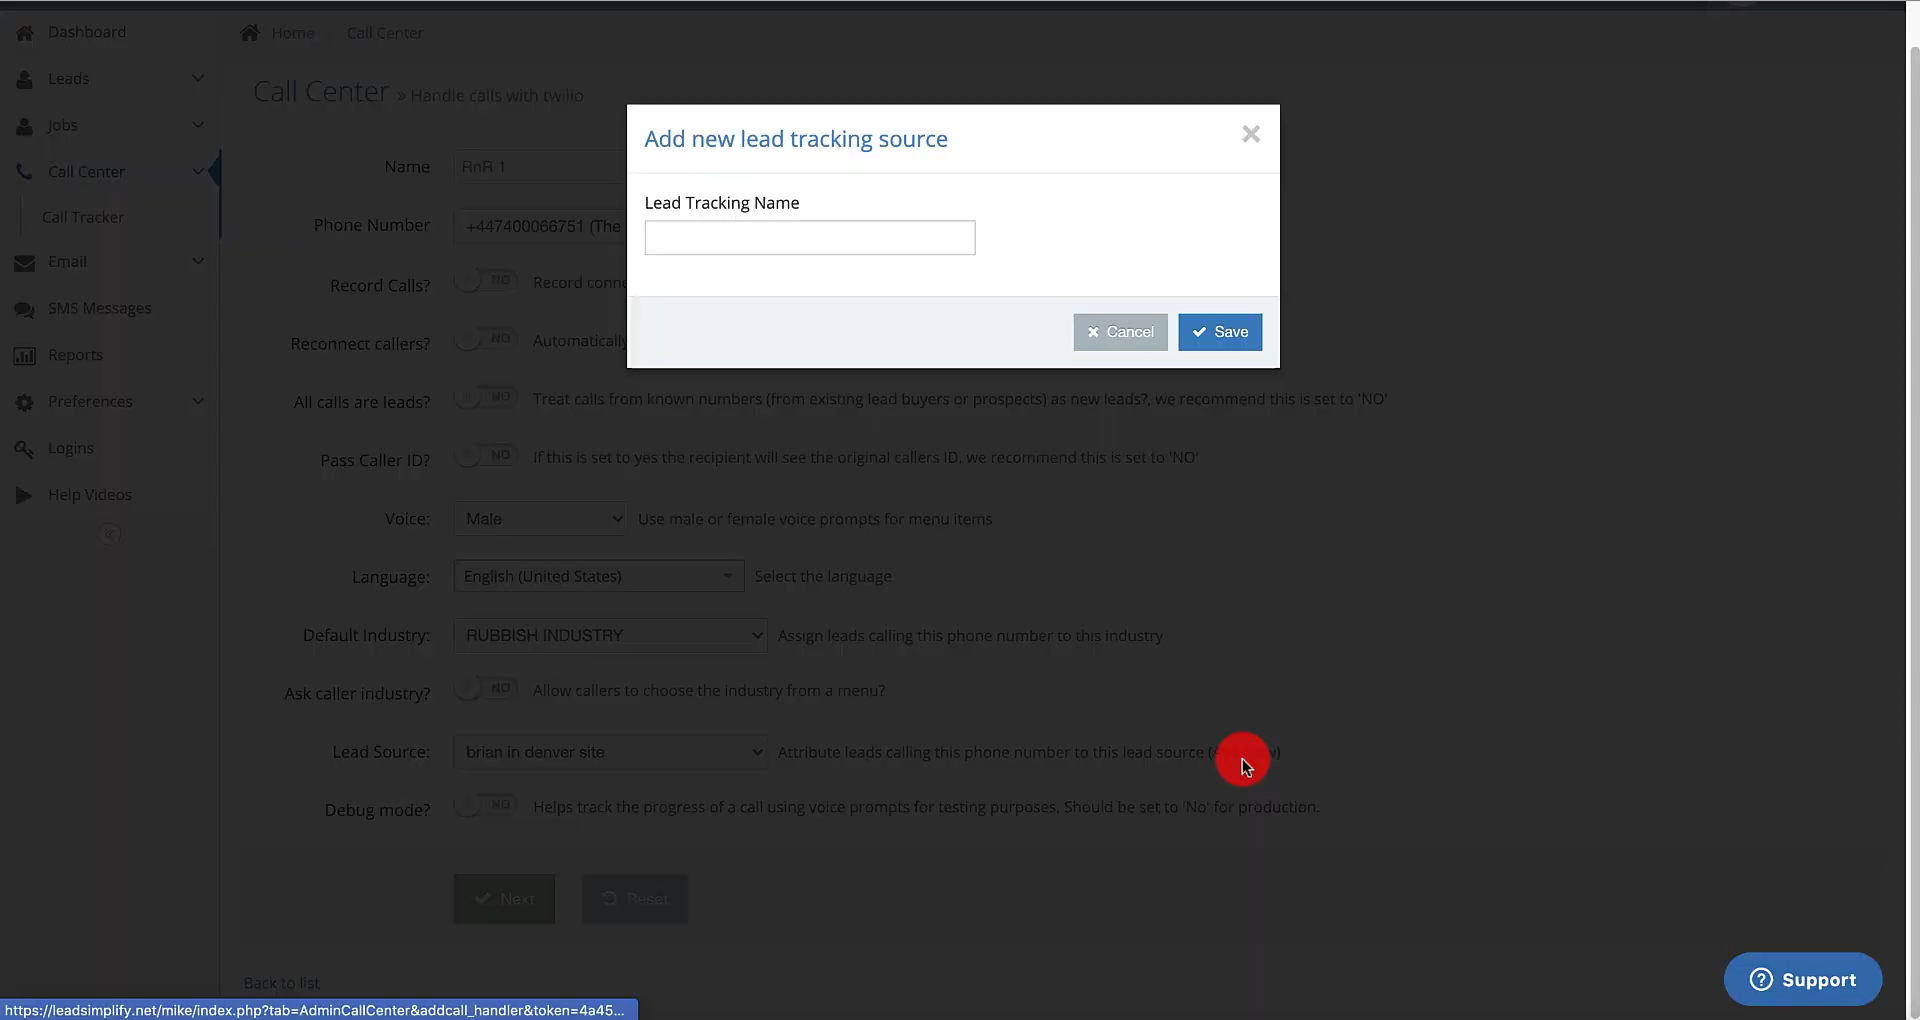 Dashboard
Home
Call Center
Leads
Call Center » Handle calls with twilio
Jobs
Add new lead tracking source
Call Center
Name
RnR 1
Lead Tracking Name
Call Tracker
Phone Number
+447400066751 (The
Email
Record Calls?
NO
Record conne
SMS Messages
Cancel
Save
Reconnect callers?
NO
Automatically
Reports
Preferences
All calls are leads?
NO
Treat calls from known numbers (from existing lead buyers or prospects) as new leads?, we recommend this is set to 'NO'
Logins
Pass Caller ID?
NO
If this is set to yes the recipient will see the original callers ID, we recommend this is set to 'NO'
Help Videos
Voice:
Male
Use male or female voice prompts for menu items
Language:
English (United States)
Select the language
Default Industry:
RUBBISH INDUSTRY
Assign leads calling this phone number to this industry
Ask caller industry?
NO
Allow callers to choose the industry from a menu?
Lead Source:
brian in denver site
Attribute leads calling this phone number to this lead source
Debug mode?
NO
Helps track the progress of a call using voice prompts for testing purposes. Should be set to 'No' for production.
Next
Reset
Back to list
Support
https://leadsimplify.net/mike/index.php?tab=AdminCallCenter&addcall_handler&token=4a45...